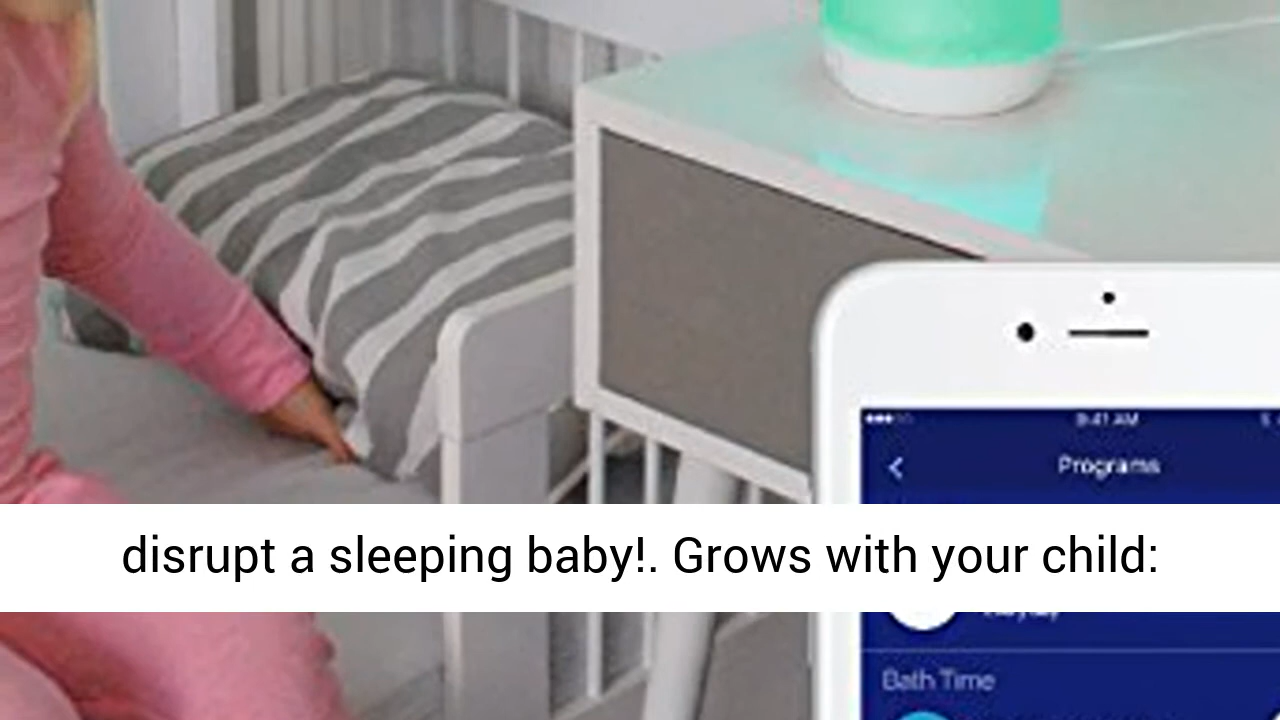 9:41 AM
Programs
disrupt a sleeping baby!. Grows with your child:
Bath Time